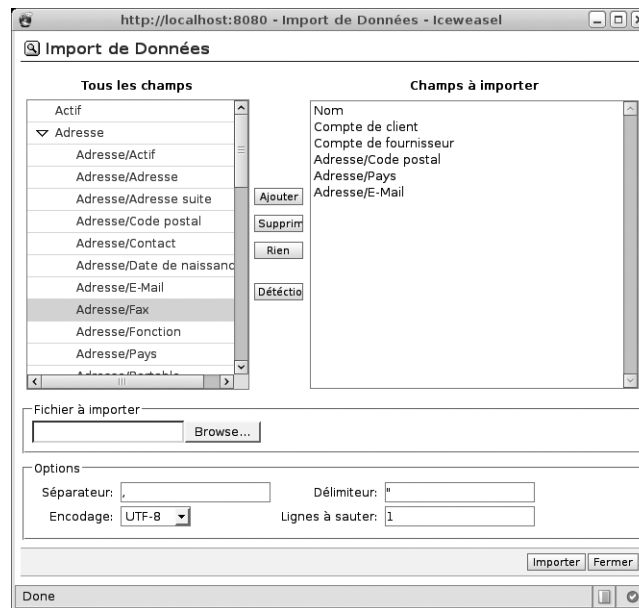 http://localhost:8080 - Import de Données - Iceweasel
Import de Données
Tous les champs
Actif
Adresse
Adresse/Actif
Adresse/Adresse
Adresse/Adresse suite
Adresse/Code postal
Adresse/Contact
Adresse/Date de naissanc
Adresse/E-Mail
Adresse/Fax
Adresse/Fonction
Adresse/Pays
Adresse/Portable
Ajouter
Supprim
Rien
Détéctio
Champs à importer
Nom
Compte de client
Compte de fournisseur
Adresse/Code postal
Adresse/Pays
Adresse/E-Mail
Fichier à importer
Browse...
Options
Séparateur: ,
Délimiteur: "
Encodage: UTF-8
Lignes à sauter: 1
Importer Fermer
Done